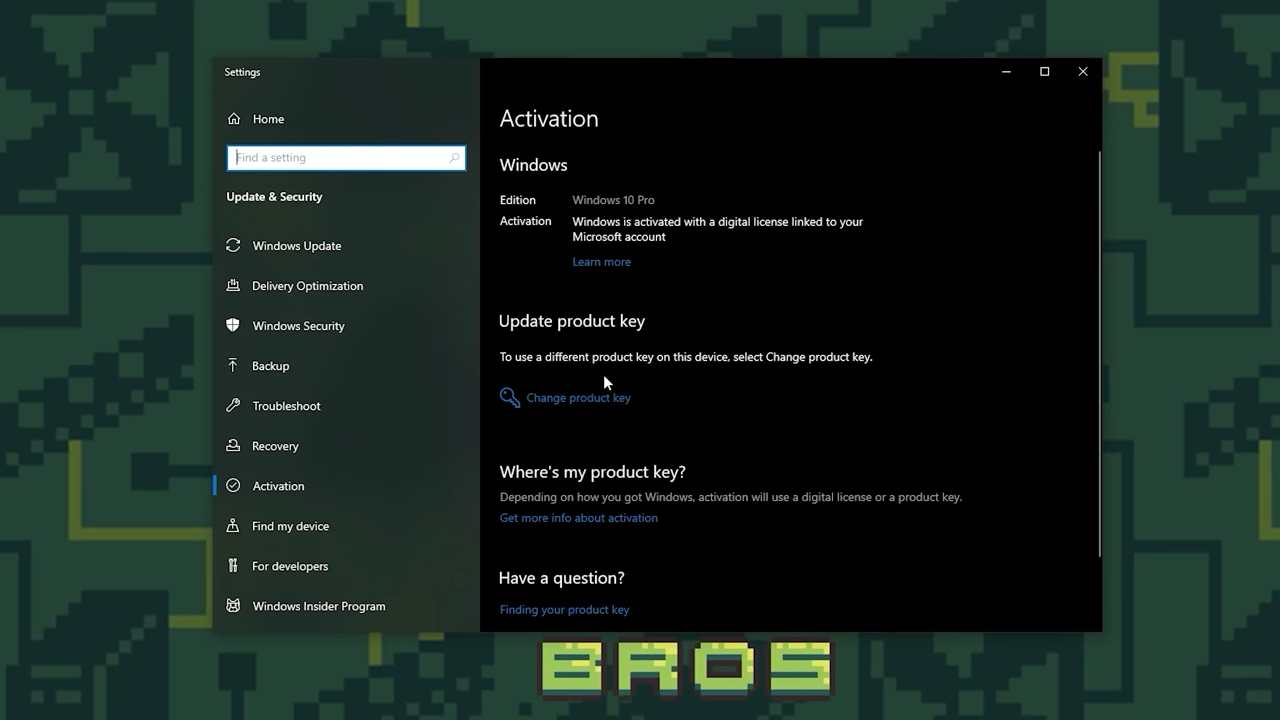 Settings
Home
Find a setting
Update & Security
Windows Update
Delivery Optimization
Windows Security
Backup
Troubleshoot
Recovery
Activation
Find my device
For developers
Windows Insider Program
Activation
Windows
Edition Windows 10 Pro
Activation Windows is activated with a digital license linked to your
Microsoft account
Learn more
Update product key
To use a different product key on this device, select Change product key.
Change product key
Where's my product key?
Depending on how you got Windows, activation will use a digital license or a product key.
Get more info about activation
Have a question?
Finding your product key
BROS